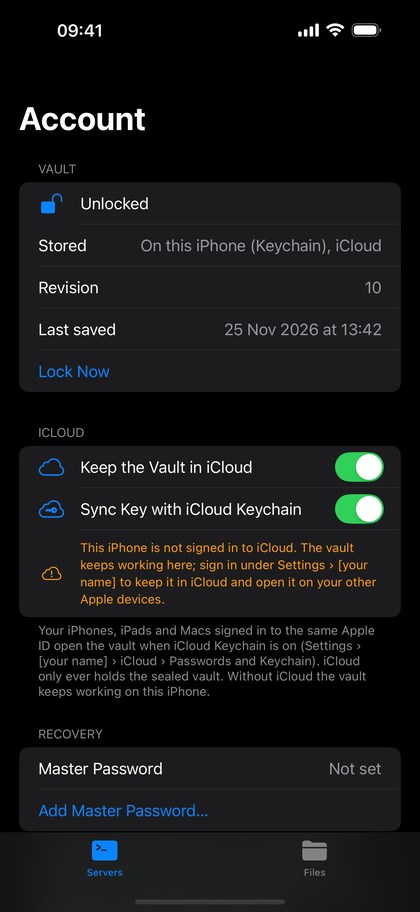 09:41
Account
VAULT
Unlocked
Stored On this iPhone (Keychain), iCloud
Revision 10
Last saved 25 Nov 2026 at 13:42
Lock Now
ICLOUD
Keep the Vault in iCloud
Sync Key with iCloud Keychain
This iPhone is not signed in to iCloud. The vault
keeps working here; sign in under Settings › [your
name] to keep it in iCloud and open it on your other
Apple devices.
Your iPhones, iPads and Macs signed in to the same Apple
ID open the vault when iCloud Keychain is on (Settings ›
[your name] › iCloud › Passwords and Keychain). iCloud
only ever holds the sealed vault. Without iCloud the vault
keeps working on this iPhone.
RECOVERY
Master Password Not set
Add Master Password...
Servers Files